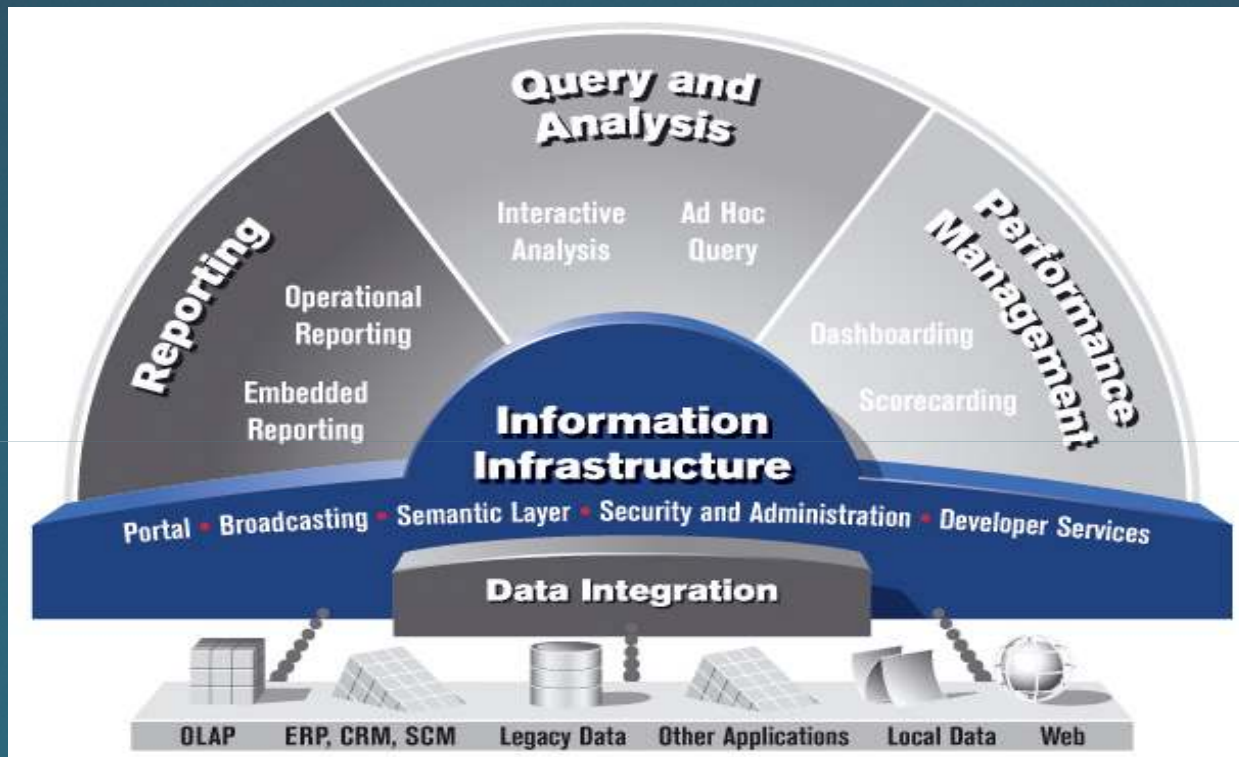 Query and
Analysis
Interactive
Analysis
Ad Hoc
Query
Reporting
Operational
Reporting
Embedded
Reporting
Performance
Management
Dashboarding
Scorecarding
Information
Infrastructure
Portal • Broadcasting • Semantic Layer • Security and Administration • Developer Services
Data Integration
OLAP
ERP, CRM, SCM
Legacy Data
Other Applications
Local Data
Web